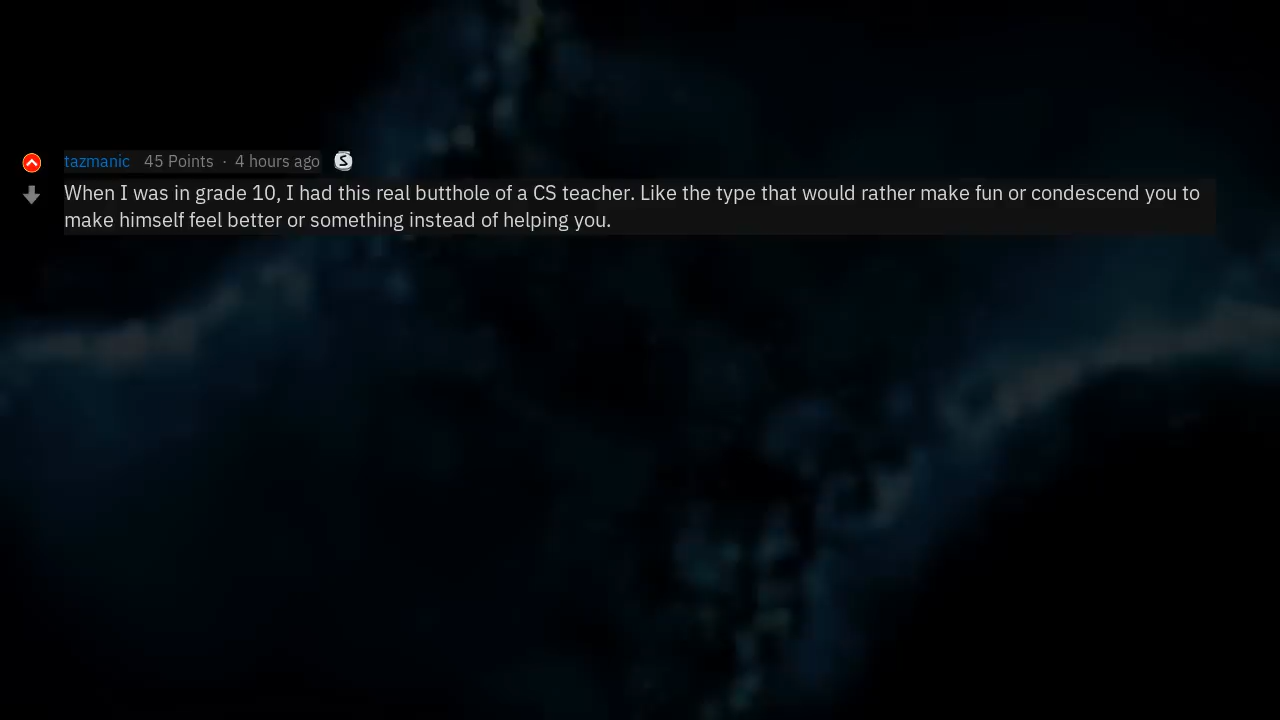 tazmanic 45 Points · 4 hours ago
When I was in grade 10, I had this real butthole of a CS teacher. Like the type that would rather make fun or condescend you to
make himself feel better or something instead of helping you.